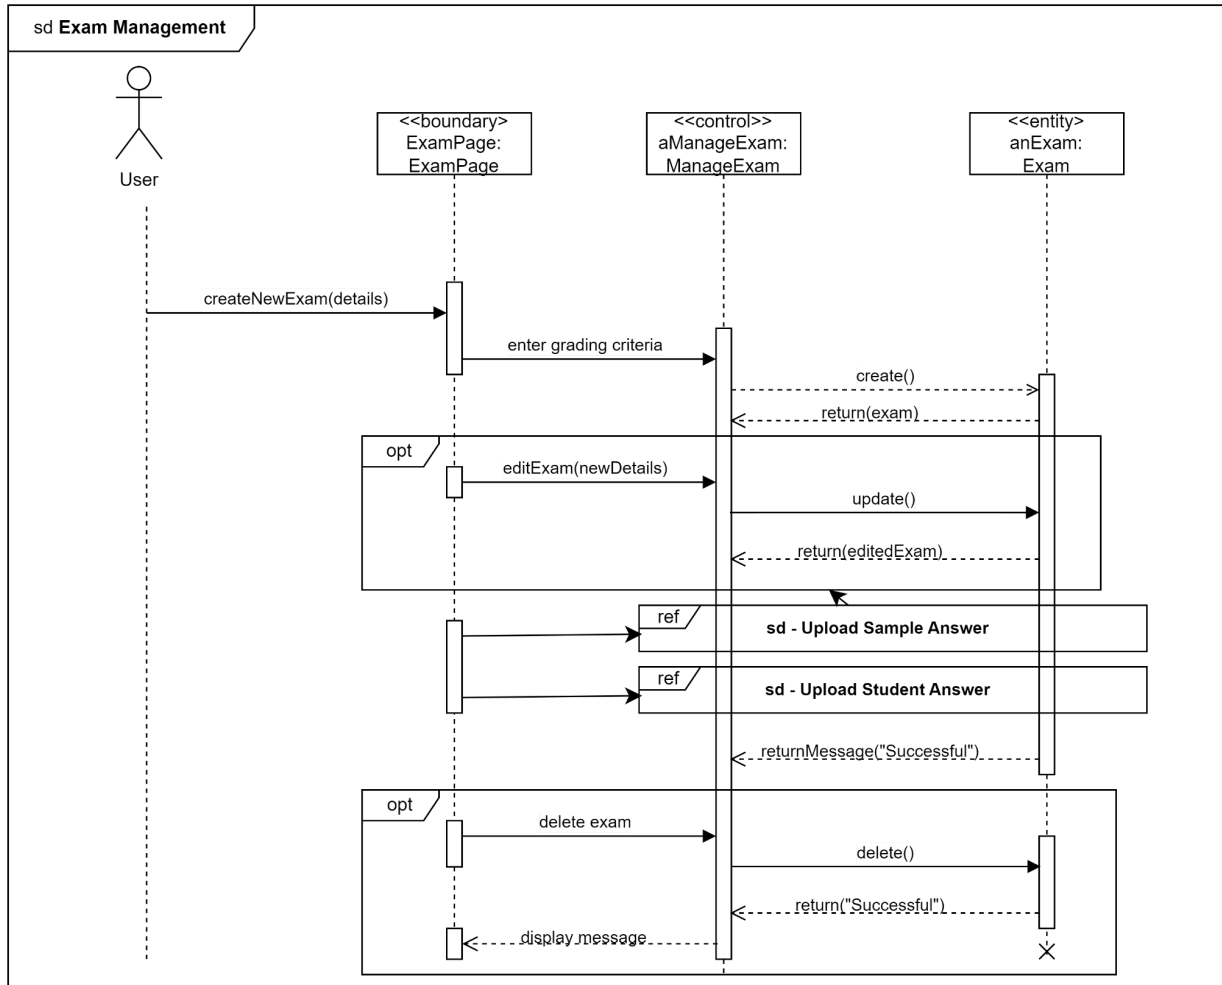 sd Exam Management
<<boundary>
ExamPage:
ExamPage
<<control>>
aManageExam:
ManageExam
<<entity>
anExam:
Exam
User
createNewExam(details)
enter grading criteria
create()
return(exam)
opt
editExam(newDetails)
update()
return(editedExam)
ref
sd - Upload Sample Answer
ref
sd - Upload Student Answer
returnMessage("Successful")
opt
delete exam
delete()
return("Successful")
display message